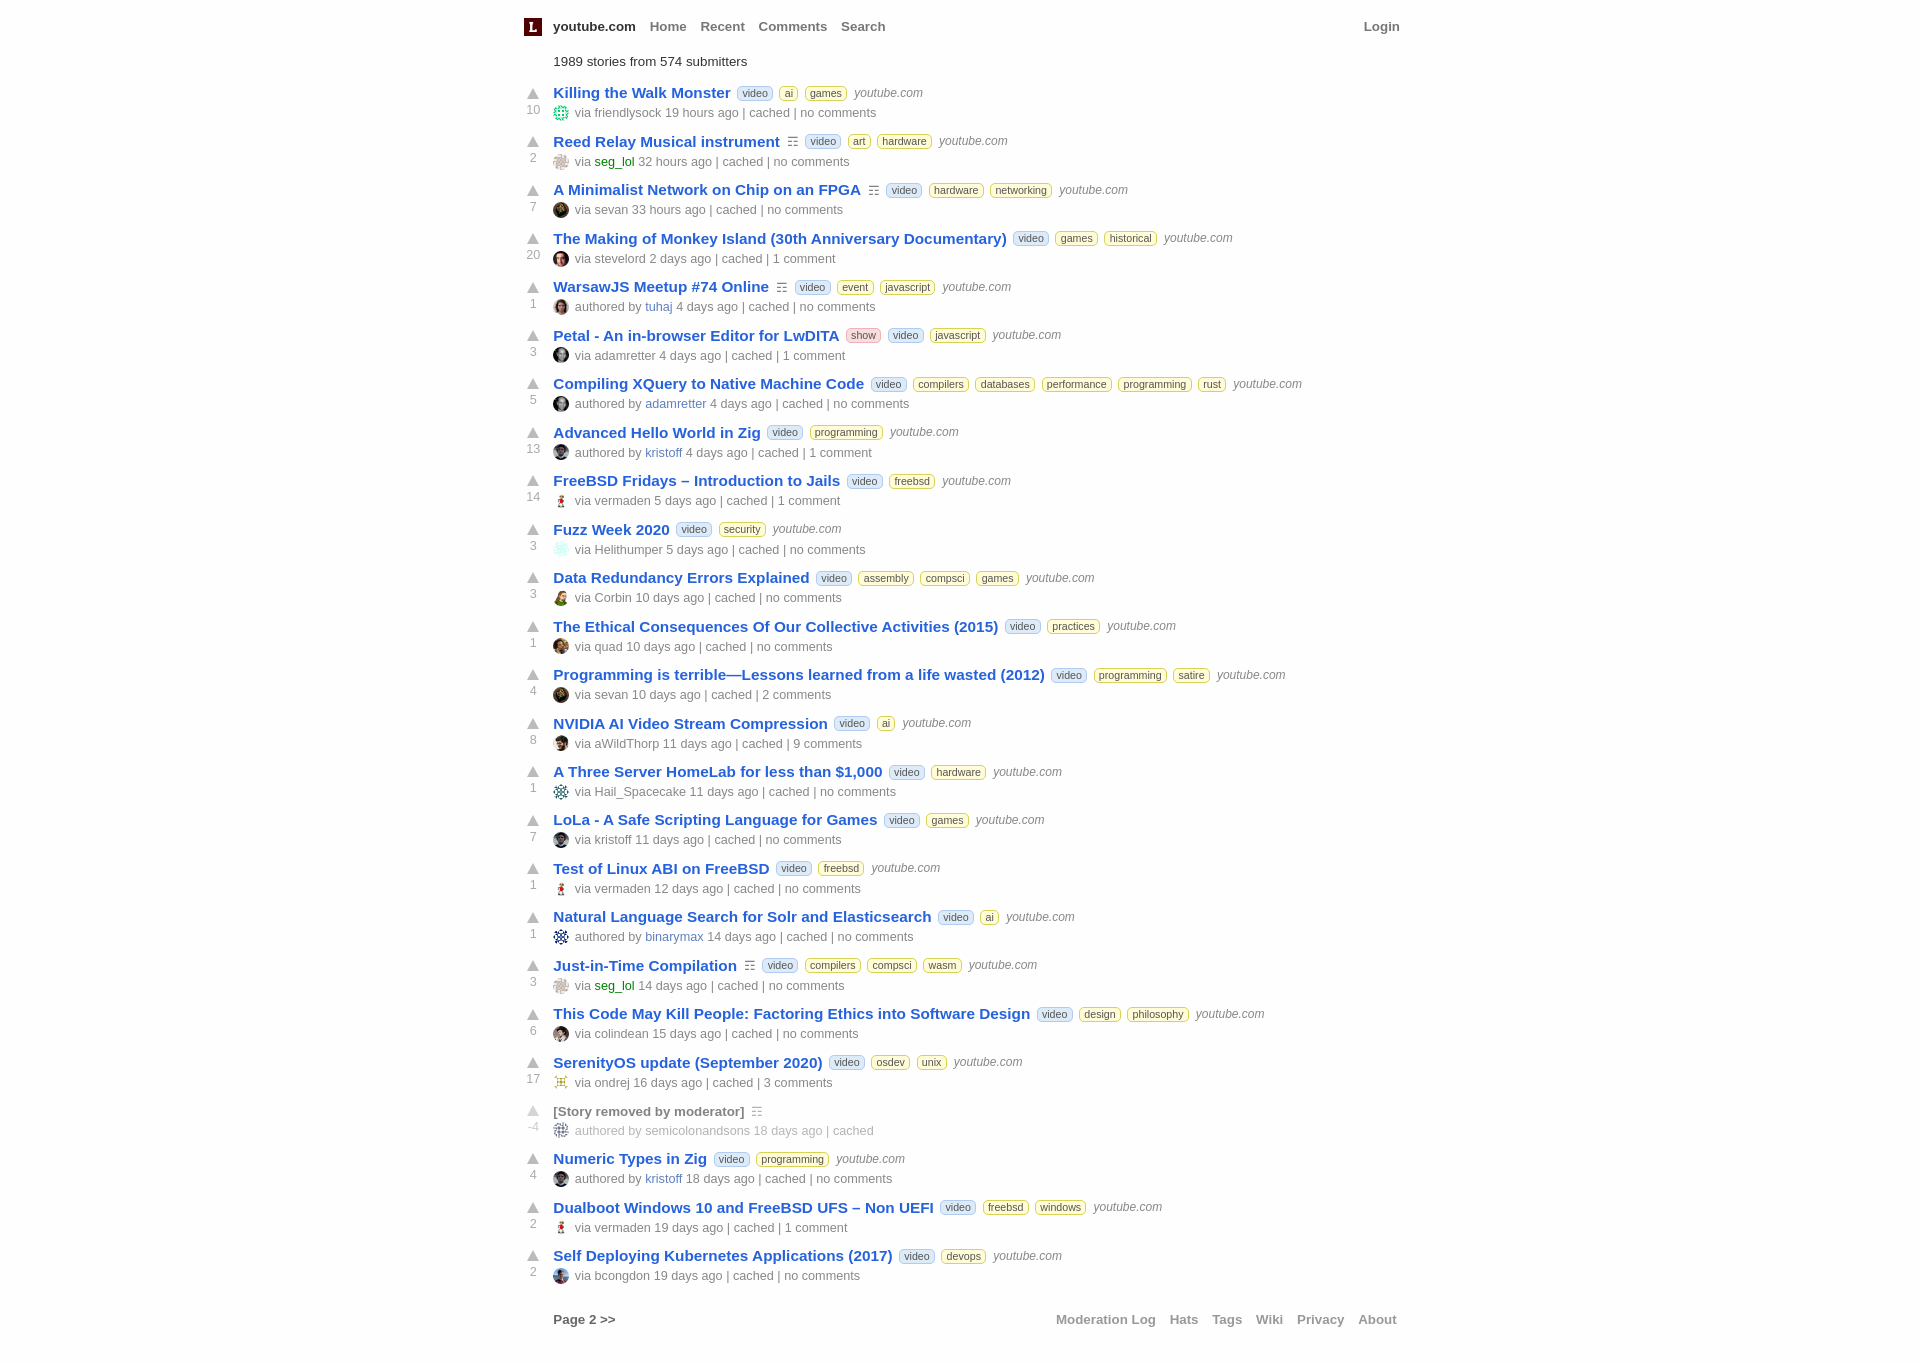 L youtube.com Home Recent Comments Search Login
1989 stories from 574 submitters
Killing the Walk Monster video ai games youtube.com
10 via friendlysock 19 hours ago | cached | no comments
Reed Relay Musical instrument ☶ video art hardware youtube.com
2 via seg_lol 32 hours ago | cached | no comments
A Minimalist Network on Chip on an FPGA ☶ video hardware networking youtube.com
7 via sevan 33 hours ago | cached | no comments
The Making of Monkey Island (30th Anniversary Documentary) video games historical youtube.com
20 via stevelord 2 days ago | cached | 1 comment
WarsawJS Meetup #74 Online ☶ video event javascript youtube.com
1 authored by tuhaj 4 days ago | cached | no comments
Petal - An in-browser Editor for LwDITA show video javascript youtube.com
3 via adamretter 4 days ago | cached | 1 comment
Compiling XQuery to Native Machine Code video compilers databases performance programming rust youtube.com
5 authored by adamretter 4 days ago | cached | no comments
Advanced Hello World in Zig video programming youtube.com
13 authored by kristoff 4 days ago | cached | 1 comment
FreeBSD Fridays – Introduction to Jails video freebsd youtube.com
14 via vermaden 5 days ago | cached | 1 comment
Fuzz Week 2020 video security youtube.com
3 via Helithumper 5 days ago | cached | no comments
Data Redundancy Errors Explained video assembly compsci games youtube.com
3 via Corbin 10 days ago | cached | no comments
The Ethical Consequences Of Our Collective Activities (2015) video practices youtube.com
1 via quad 10 days ago | cached | no comments
Programming is terrible—Lessons learned from a life wasted (2012) video programming satire youtube.com
4 via sevan 10 days ago | cached | 2 comments
NVIDIA AI Video Stream Compression video ai youtube.com
8 via aWildThorp 11 days ago | cached | 9 comments
A Three Server HomeLab for less than $1,000 video hardware youtube.com
1 via Hail_Spacecake 11 days ago | cached | no comments
LoLa - A Safe Scripting Language for Games video games youtube.com
7 via kristoff 11 days ago | cached | no comments
Test of Linux ABI on FreeBSD video freebsd youtube.com
1 via vermaden 12 days ago | cached | no comments
Natural Language Search for Solr and Elasticsearch video ai youtube.com
1 authored by binarymax 14 days ago | cached | no comments
Just-in-Time Compilation ☶ video compilers compsci wasm youtube.com
3 via seg_lol 14 days ago | cached | no comments
This Code May Kill People: Factoring Ethics into Software Design video design philosophy youtube.com
6 via colindean 15 days ago | cached | no comments
SerenityOS update (September 2020) video osdev unix youtube.com
17 via ondrej 16 days ago | cached | 3 comments
[Story removed by moderator] ☶
-4 authored by semicolonandsons 18 days ago | cached
Numeric Types in Zig video programming youtube.com
4 authored by kristoff 18 days ago | cached | no comments
Dualboot Windows 10 and FreeBSD UFS – Non UEFI video freebsd windows youtube.com
2 via vermaden 19 days ago | cached | 1 comment
Self Deploying Kubernetes Applications (2017) video devops youtube.com
2 via bcongdon 19 days ago | cached | no comments
Page 2 >> Moderation Log Hats Tags Wiki Privacy About